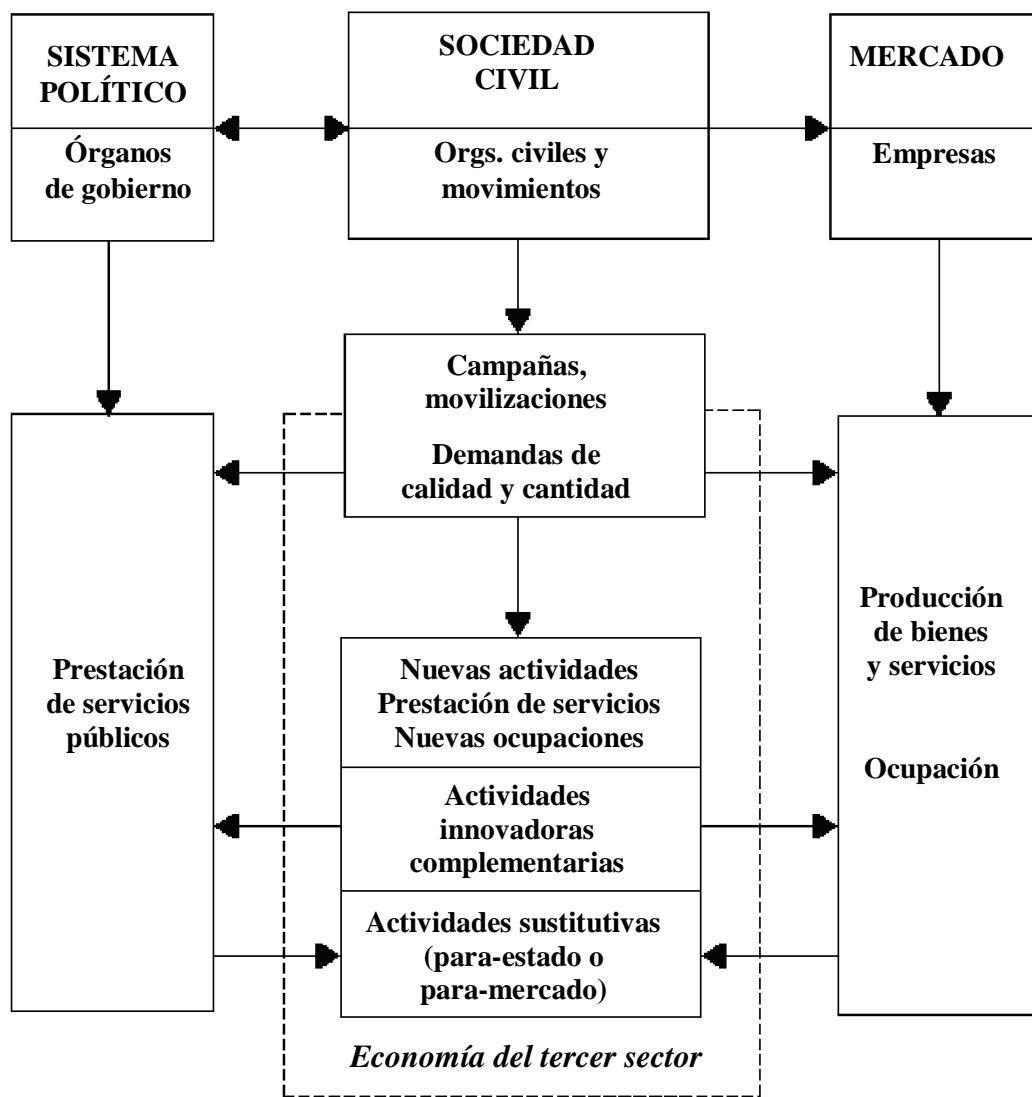 SISTEMA
POLÍTICO
Órganos
de gobierno
SOCIEDAD
CIVIL
Orgs. civiles y
movimientos
MERCADO
Empresas
Campañas,
movilizaciones
Demandas de
calidad y cantidad
Prestación
de servicios
públicos
Nuevas actividades
Prestación de servicios
Nuevas ocupaciones
Actividades
innovadoras
complementarias
Actividades sustitutivas
(para-estado o
para-mercado)
Producción
de bienes
y servicios
Ocupación
Economía del tercer sector